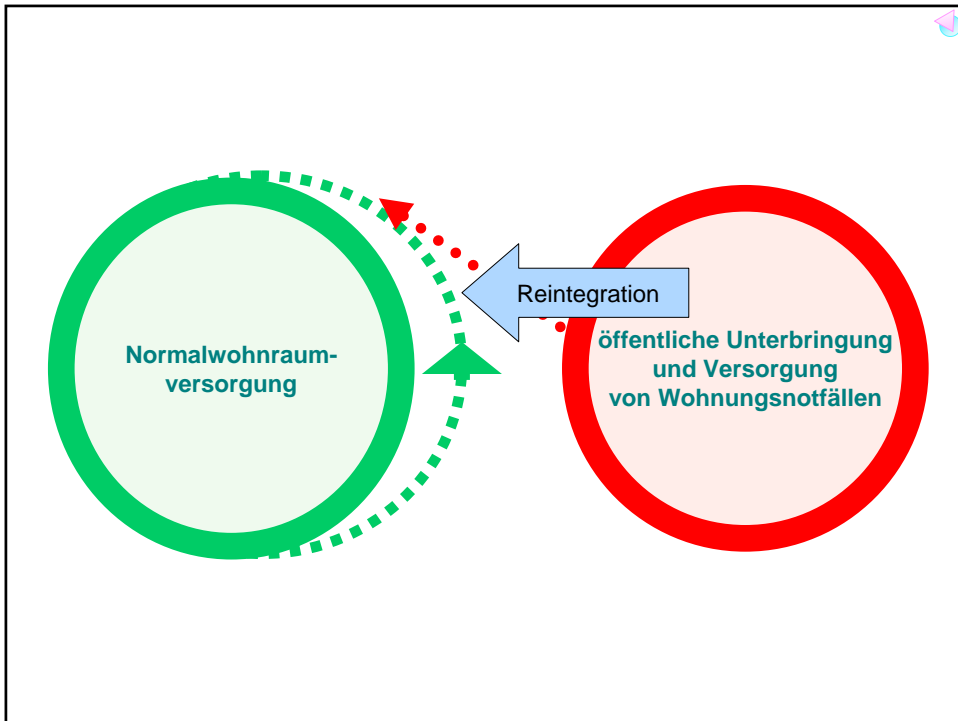 Normalwohnraum-
versorgung
Reintegration
öffentliche Unterbringung
und Versorgung
von Wohnungsnotfällen